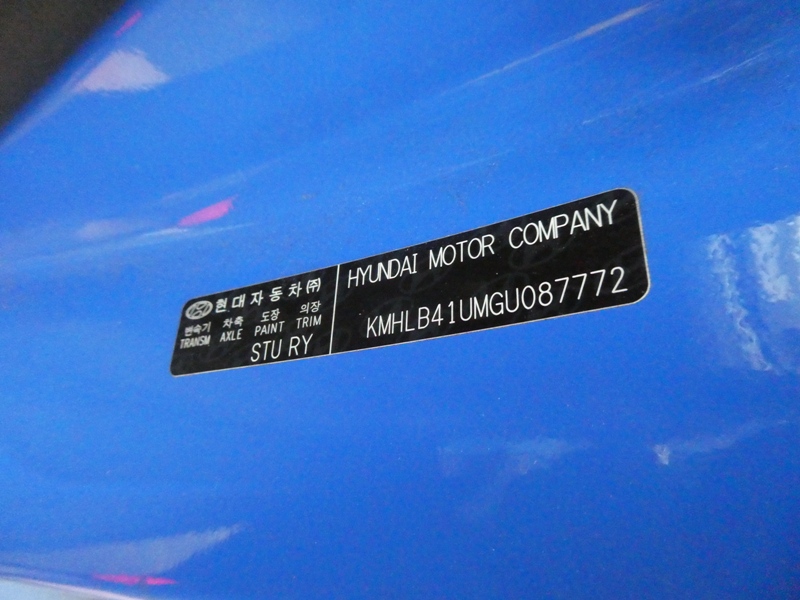 현대자동차㈜
변속기 차축 도장 의장
TRANSM AXLE PAINT TRIM
STU RY
HYUNDAI MOTOR COMPANY
KMHLB41UMGU087772